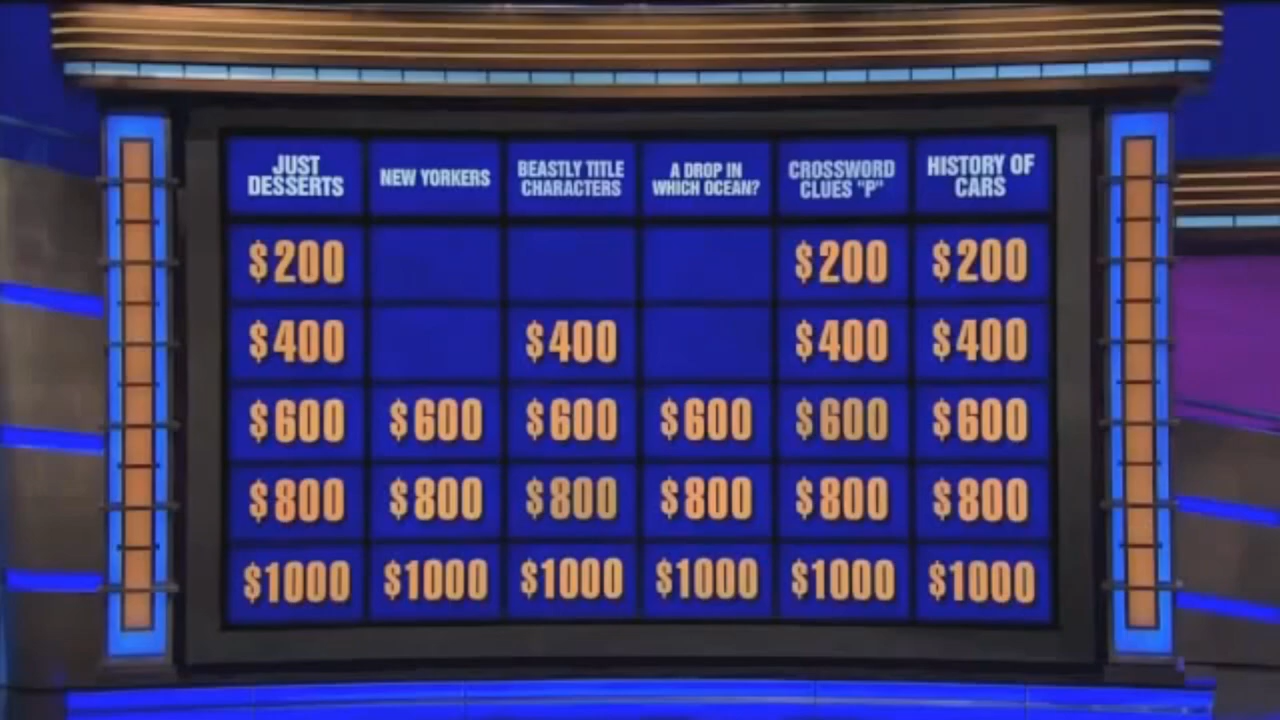 JUST
DESSERTS
NEW YORKERS
BEASTLY TITLE
CHARACTERS
A DROP IN
WHICH OCEAN?
CROSSWORD
CLUES "P"
HISTORY OF
CARS
$200 $200 $200
$400 $400 $400 $400
$600 $600 $600 $600 $600 $600
$800 $800 $800 $800 $800 $800
$1000 $1000 $1000 $1000 $1000 $1000